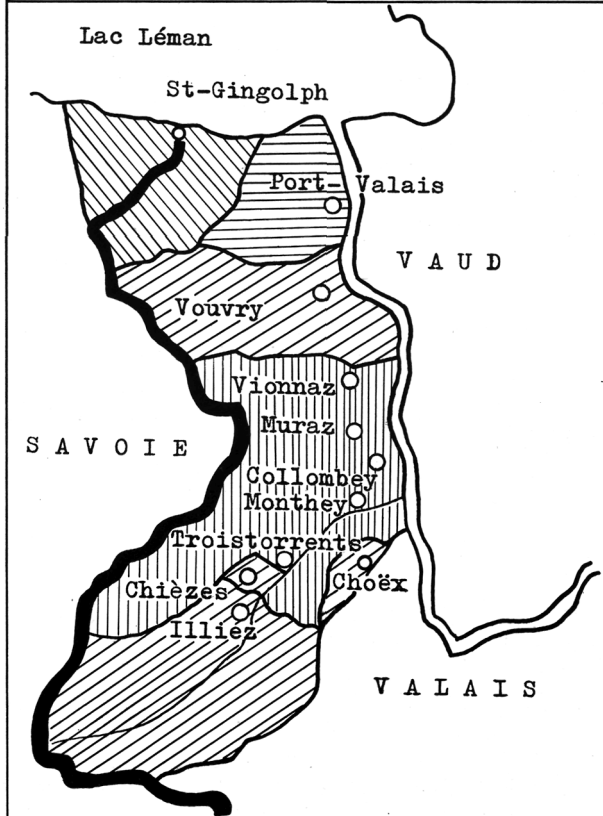 Lac Léman
St-Gingolph
Port-Valais
VAUD
Vouvry
Vionnaz
Muraz
SAVOIE
Collombey
Monthey
Troistorrents
Chièzes
Choëx
Illiez
VALAIS